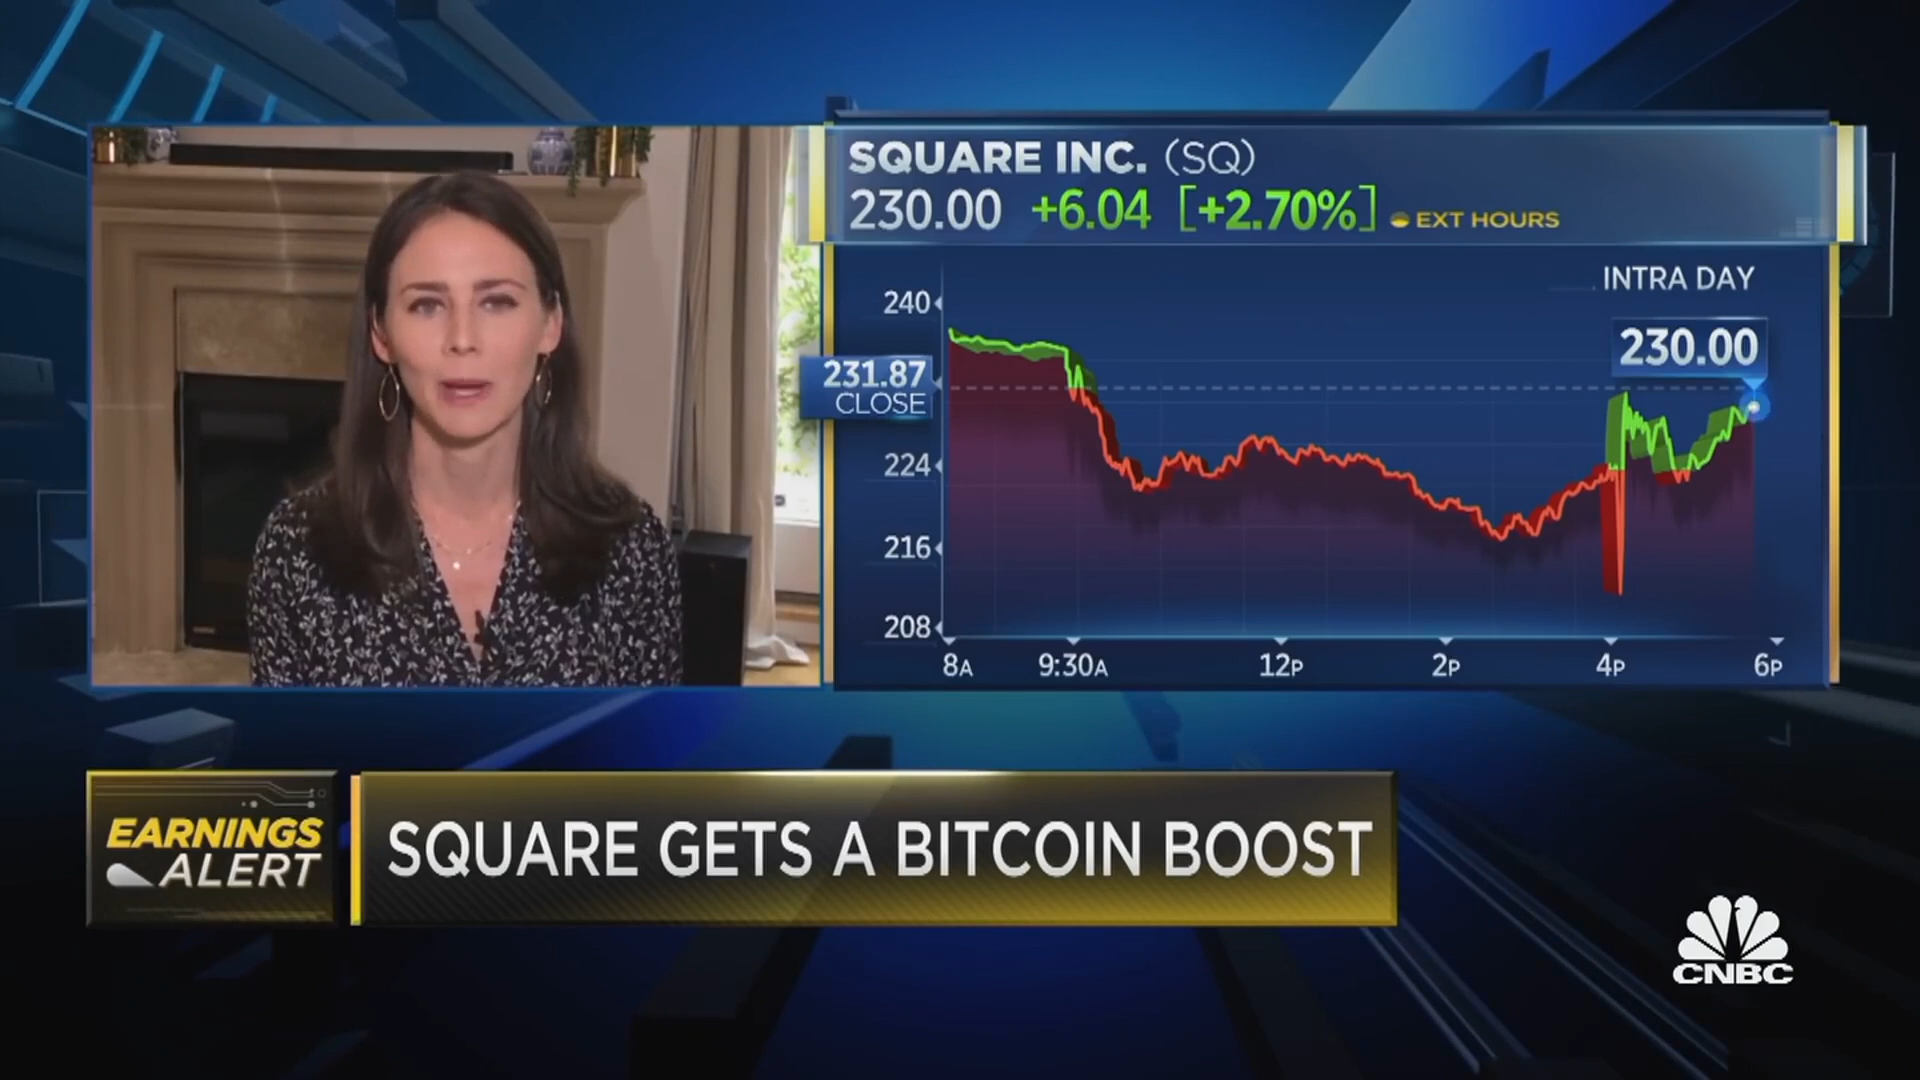 SQUARE INC. (SQ)
230.00 +6.04 [+2.70%] EXT HOURS
INTRA DAY
240
230.00
231.87
CLOSE
224
216
208
8A 9:30A 12P 2P 4P 6P
EARNINGS
ALERT
SQUARE GETS A BITCOIN BOOST
CNBC